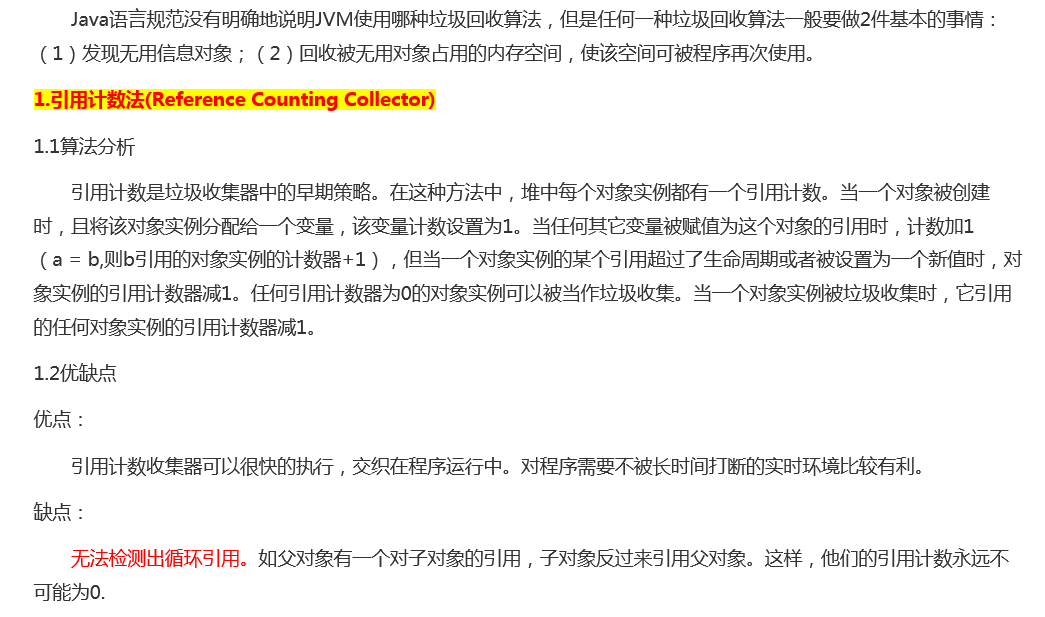 Java语言规范没有明确地说明JVM使用哪种垃圾回收算法，但是任何一种垃圾回收算法一般要做2件基本的事情：
（1）发现无用信息对象；（2）回收被无用对象占用的内存空间，使该空间可被程序再次使用。
1.引用计数法(Reference Counting Collector)
1.1算法分析
引用计数是垃圾收集器中的早期策略。在这种方法中，堆中每个对象实例都有一个引用计数。当一个对象被创建
时，且将该对象实例分配给一个变量，该变量计数设置为1。当任何其它变量被赋值为这个对象的引用时，计数加1
（a = b,则b引用的对象实例的计数器+1），但当一个对象实例的某个引用超过了生命周期或者被设置为一个新值时，对
象实例的引用计数器减1。任何引用计数器为0的对象实例可以被当作垃圾收集。当一个对象实例被垃圾收集时，它引用
的任何对象实例的引用计数器减1。
1.2优缺点
优点：
引用计数收集器可以很快的执行，交织在程序运行中。对程序需要不被长时间打断的实时环境比较有利。
缺点：
无法检测出循环引用。如父对象有一个对子对象的引用，子对象反过来引用父对象。这样，他们的引用计数永远不
可能为0.